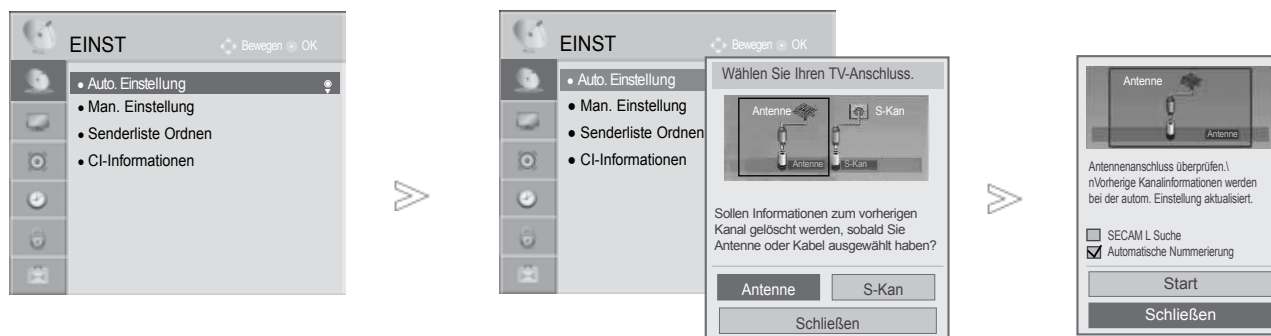 EINST
Bewegen OK
• Auto. Einstellung
• Man. Einstellung
• Senderliste Ordnen
• CI-Informationen
>>
EINST
Bewegen OK
• Auto. Einstellung
• Man. Einstellung
• Senderliste Ordnen
• CI-Informationen
Wählen Sie Ihren TV-Anschluss.
Antenne S-Kan
Antenne S-Kan
Sollen Informationen zum vorherigen
Kanal gelöscht werden, sobald Sie
Antenne oder Kabel ausgewählt haben?
Antenne S-Kan
Schließen
>>
Antenne
Antenne
Antennenanschluss überprüfen.\
nVorherige Kanalinformationen werden
bei der autom. Einstellung aktualisiert.
SECAM L Suche
Automatische Nummerierung
Start
Schließen